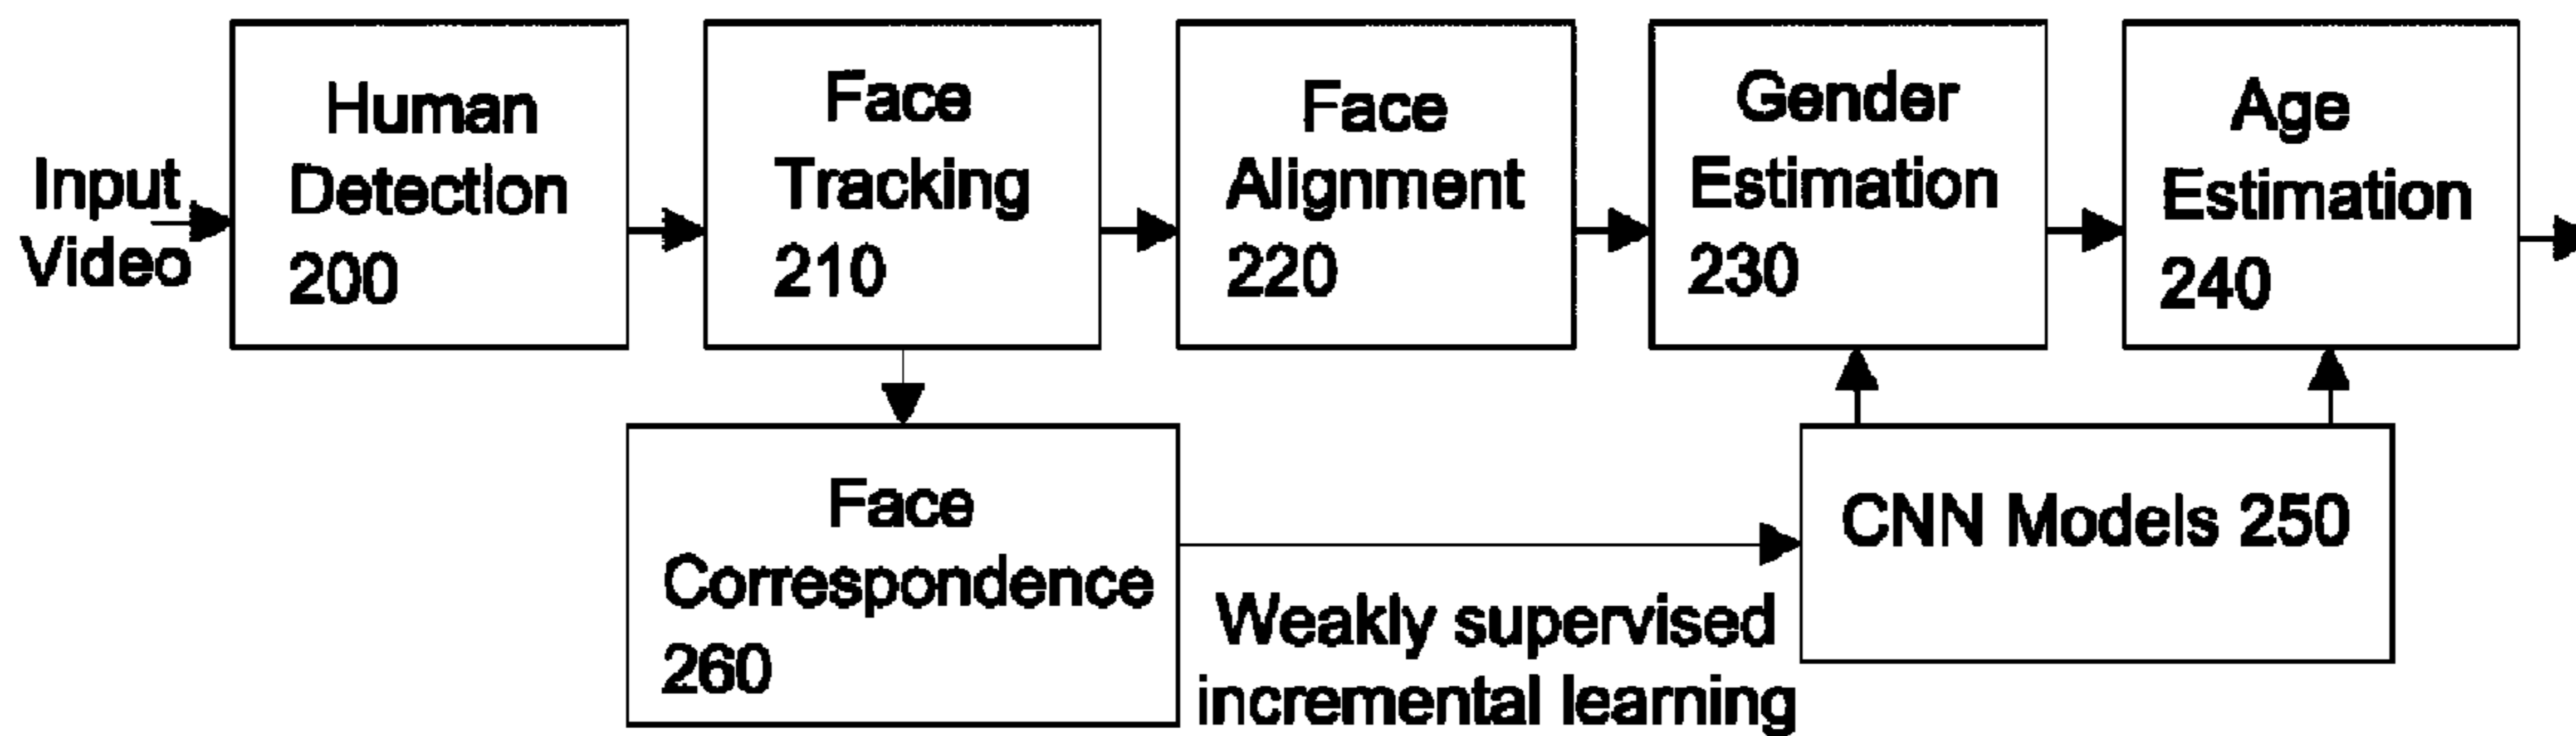 Input
Video
Human
Detection
200
Face
Tracking
210
Face
Alignment
220
Gender
Estimation
230
Age
Estimation
240
Face
Correspondence
260
Weakly supervised
incremental learning
CNN Models 250